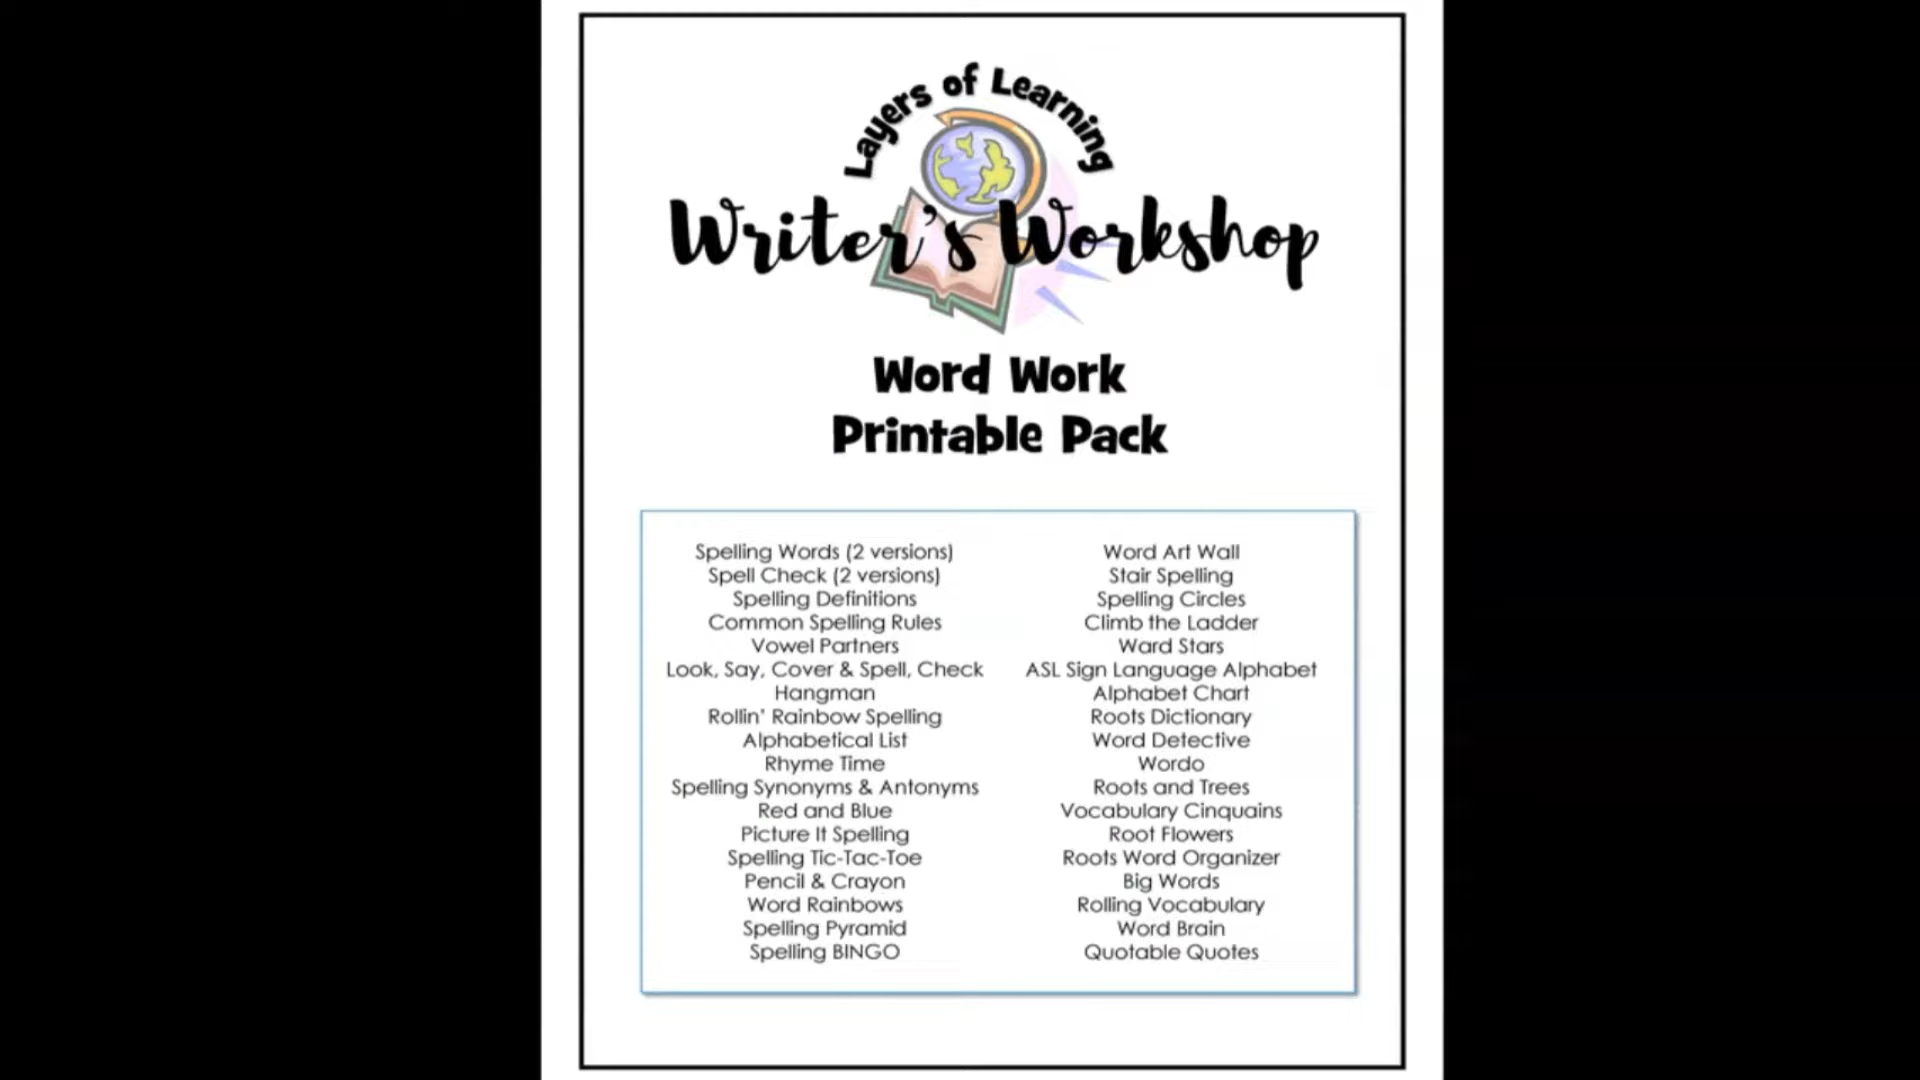 Layers of Learning
Writer's Workshop
Word Work
Printable Pack
Spelling Words (2 versions)
Spell Check (2 versions)
Spelling Definitions
Common Spelling Rules
Vowel Partners
Look, Say, Cover & Spell, Check
Hangman
Rollin' Rainbow Spelling
Alphabetical List
Rhyme Time
Spelling Synonyms & Antonyms
Red and Blue
Picture It Spelling
Spelling Tic-Tac-Toe
Pencil & Crayon
Word Rainbows
Spelling Pyramid
Spelling BINGO
Word Art Wall
Stair Spelling
Spelling Circles
Climb the Ladder
Ward Stars
ASL Sign Language Alphabet
Alphabet Chart
Roots Dictionary
Word Detective
Wordo
Roots and Trees
Vocabulary Cinquains
Root Flowers
Roots Word Organizer
Big Words
Rolling Vocabulary
Word Brain
Quotable Quotes